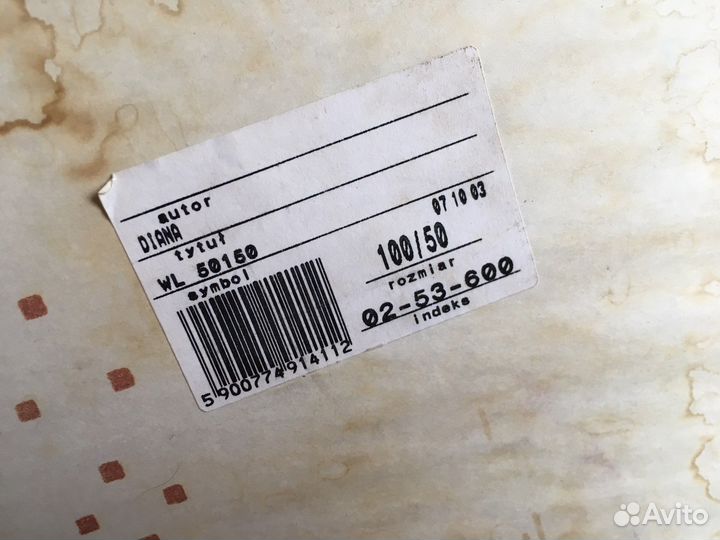 autor
DIANA 07 10 03
tytuł
WL 50150 100/50
symbol rozmiar
02-53-600
indeks
5900774914112
Avito